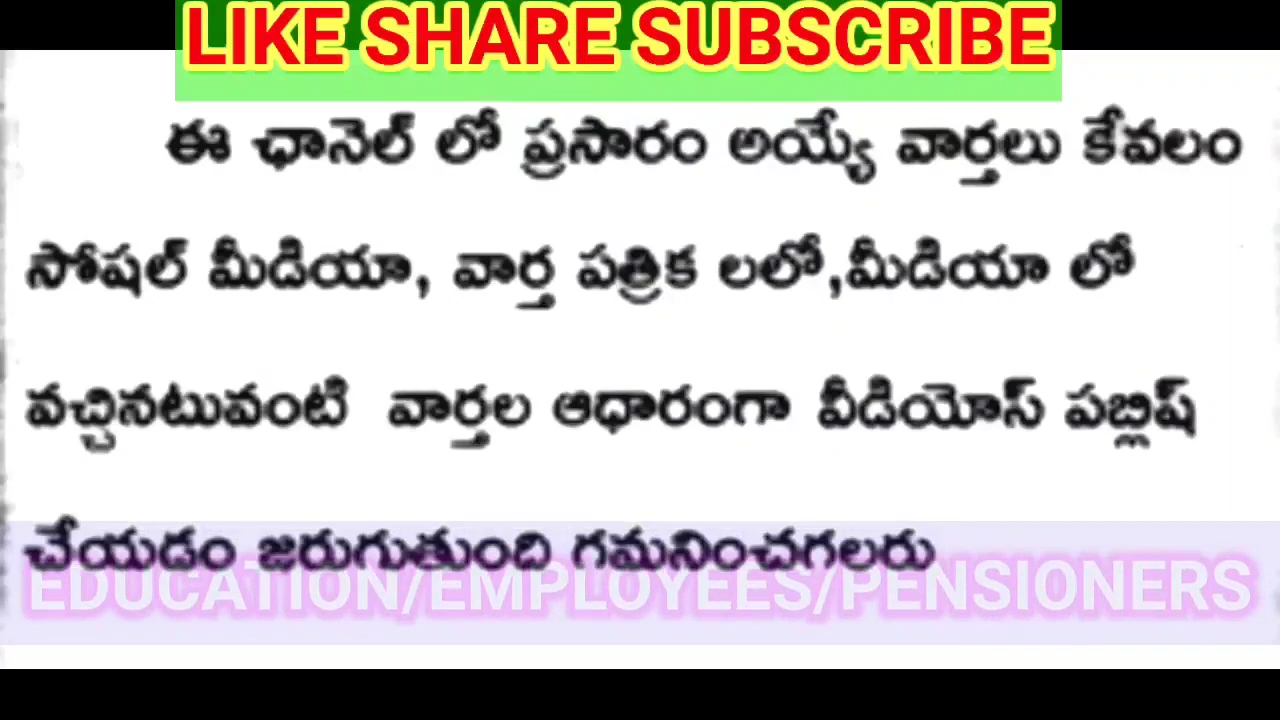 LIKE SHARE SUBSCRIBE
ఈ ఛానెల్ లో ప్రసారం అయ్యే వార్తలు కేవలం
సోషల్ మీడియా, వార్త పత్రిక లలో,మీడియా లో
వచ్చినటువంటి వార్తల ఆధారంగా వీడియోస్ పబ్లిష్
చేయడం జరుగుతుంది గమనించగలరు
EDUCATION/EMPLOYEES/PENSIONERS